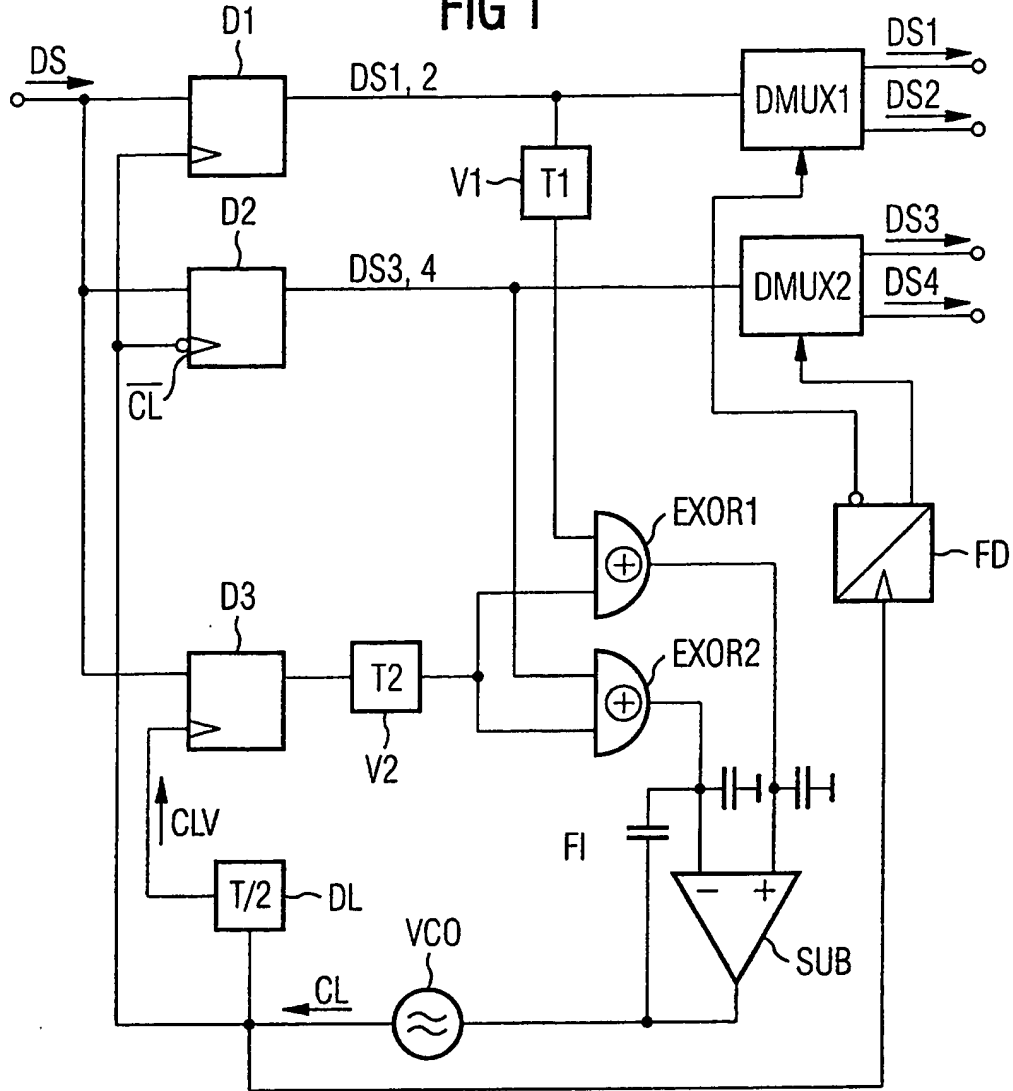 FIG 1
D1
DS
DS1, 2
DMUX1
DS1
DS2
V1
T1
D2
DS3, 4
DMUX2
DS3
DS4
CL
EXOR1
FD
D3
T2
EXOR2
V2
CLV
FI
− +
T/2
DL
VCO
SUB
CL